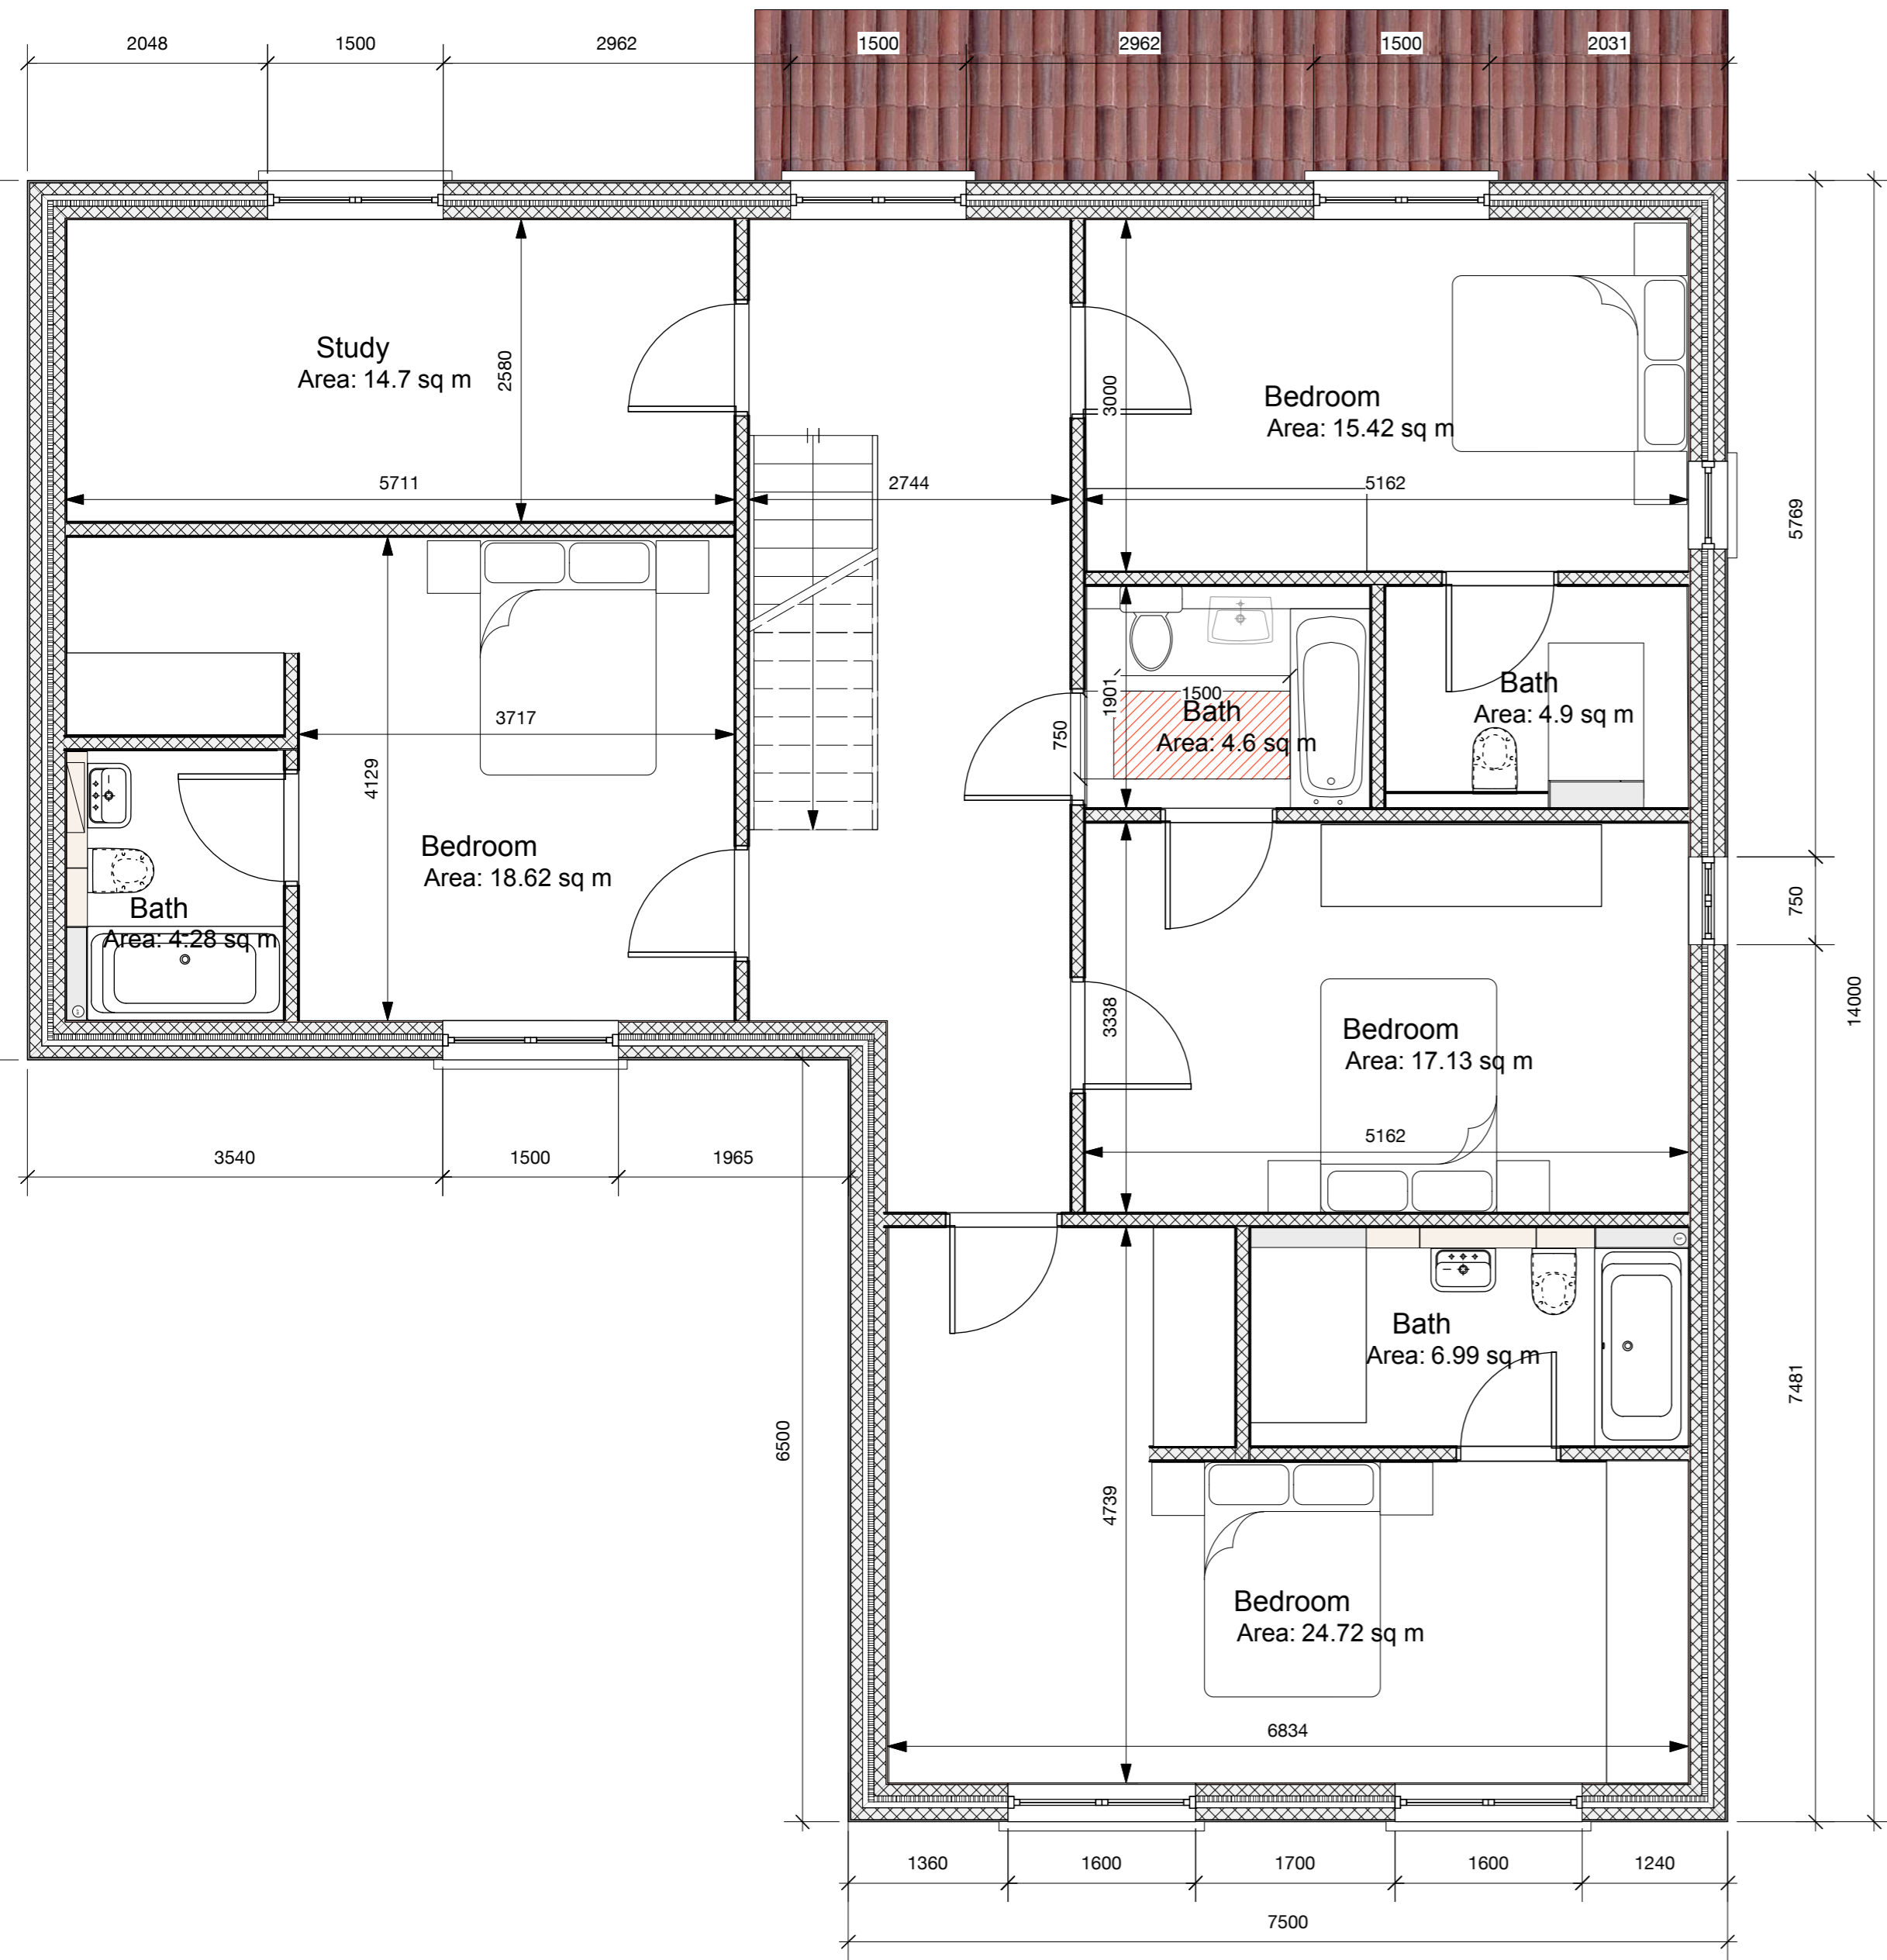 2048
1500
2962
1500
2962
1500
2031
Study
Area: 14.7 sq m
2580
5711
2744
3000
Bedroom
Area: 15.42 sq m
5162
5769
3717
4129
Bedroom
Area: 18.62 sq m
Bath
Area: 4.28 sq m
750
1901
1500
Bath
Area: 4.6 sq m
Bath
Area: 4.9 sq m
750
14000
3338
Bedroom
Area: 17.13 sq m
5162
3540
1500
1965
6500
Bath
Area: 6.99 sq m
7481
4739
Bedroom
Area: 24.72 sq m
6834
1360
1600
1700
1600
1240
7500